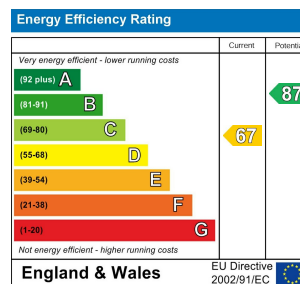 Energy Efficiency Rating
Current Potenti
Very energy efficient - lower running costs
(92 plus) A
(81-91) B
87
(69-80) C
67
(55-68) D
(39-54) E
(21-38) F
(1-20) G
Not energy efficient - higher running costs
England & Wales
EU Directive
2002/91/EC